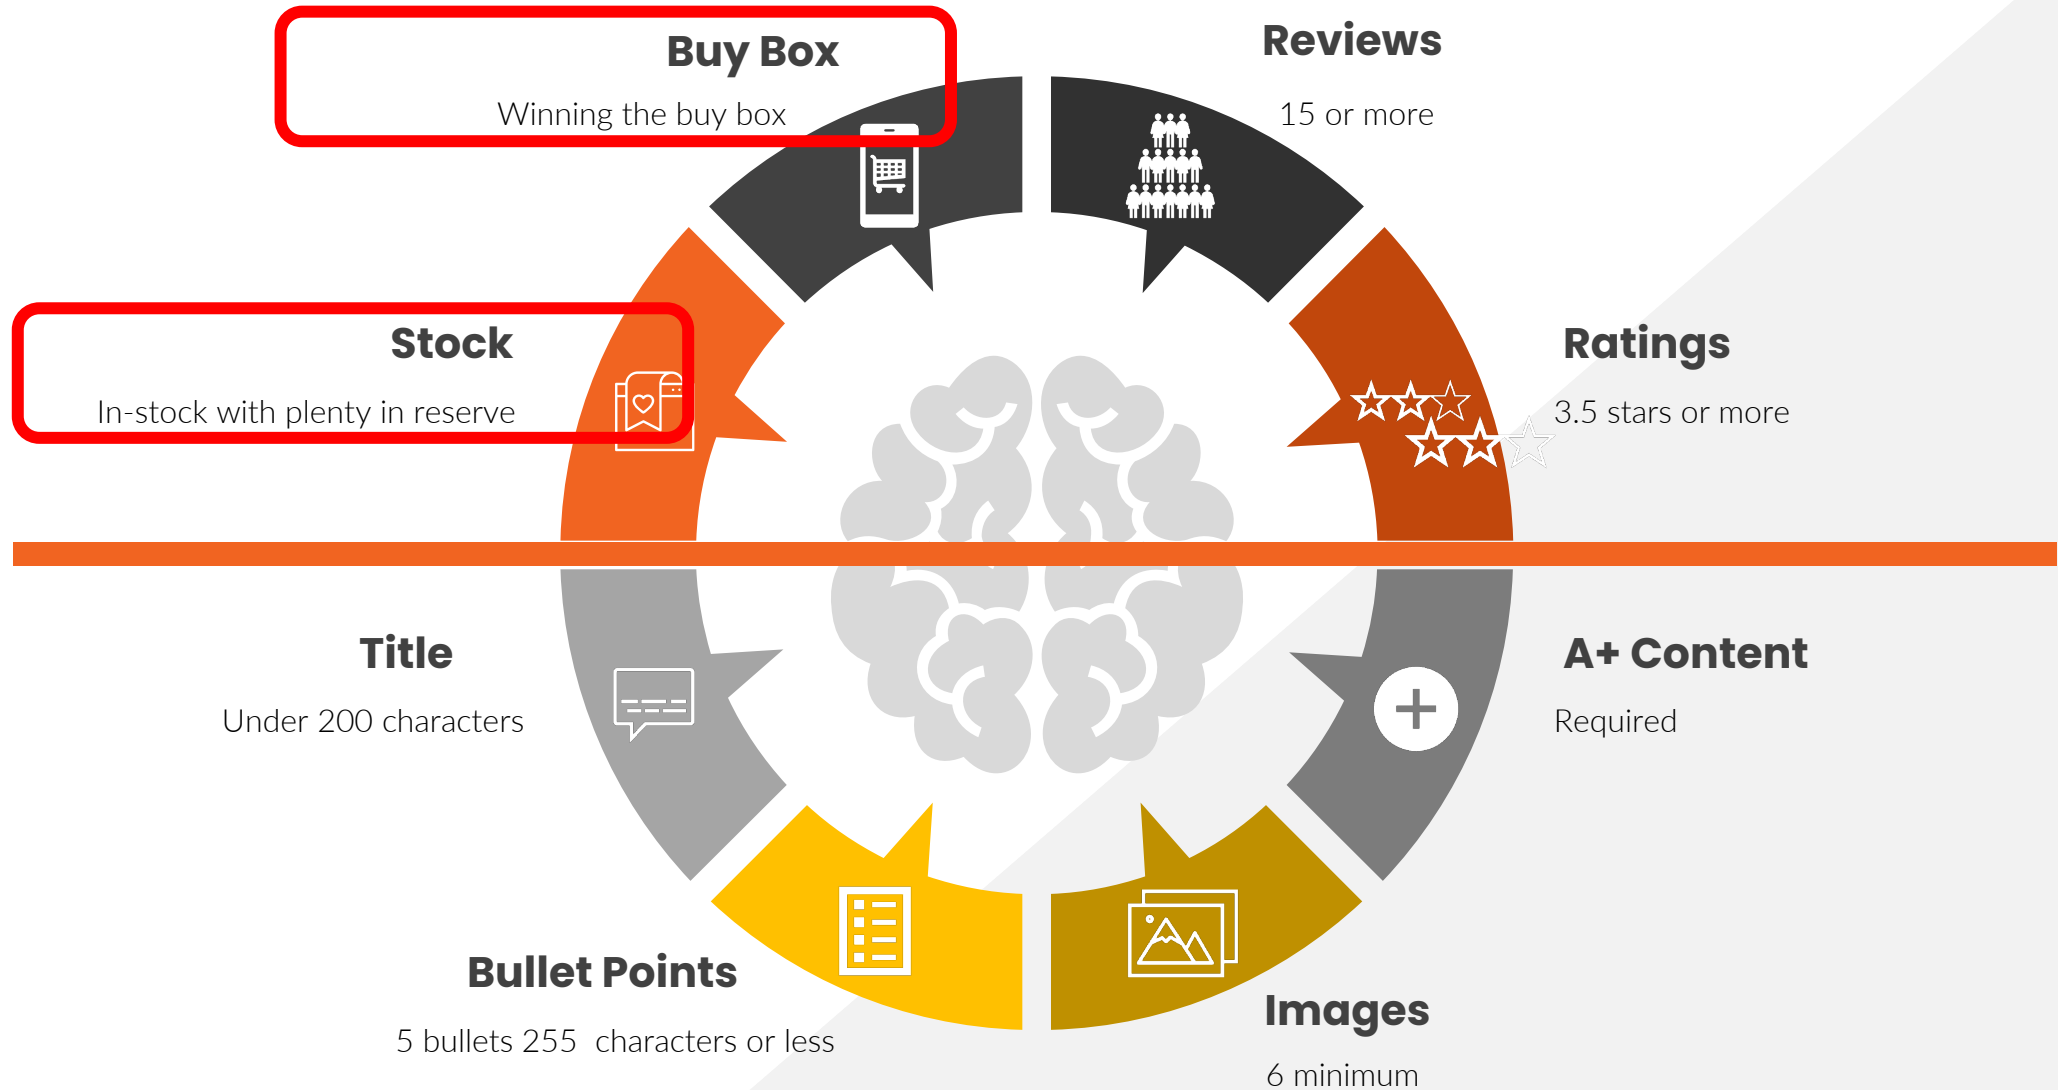 Buy Box
Winning the buy box
Reviews
15 or more
Stock
In-stock with plenty in reserve
Ratings
3.5 stars or more
Title
Under 200 characters
A+ Content
Required
Bullet Points
5 bullets 255  characters or less
Images
6 minimum